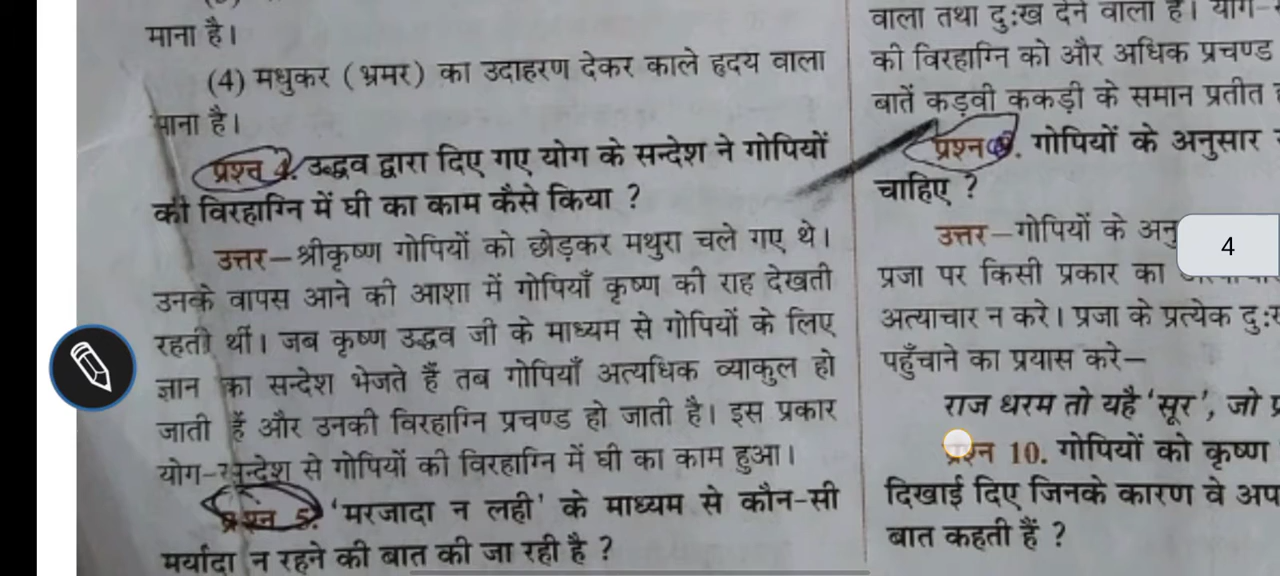 माना है।
(4) मधुकर (भ्रमर) का उदाहरण देकर काले हृदय वाला
माना है।
प्रश्न 4. उद्धव द्वारा दिए गए योग के सन्देश ने गोपियों
की विरहाग्नि में घी का काम कैसे किया ?
उत्तर–श्रीकृष्ण गोपियों को छोड़कर मथुरा चले गए थे।
उनके वापस आने की आशा में गोपियाँ कृष्ण की राह देखती
रहती थीं। जब कृष्ण उद्धव जी के माध्यम से गोपियों के लिए
ज्ञान का सन्देश भेजते हैं तब गोपियाँ अत्यधिक व्याकुल हो
जाती हैं और उनकी विरहाग्नि प्रचण्ड हो जाती है। इस प्रकार
योग-सन्देश से गोपियों की विरहाग्नि में घी का काम हुआ।
प्रश्न 5. 'मरजादा न लही' के माध्यम से कौन-सी
मर्यादा न रहने की बात की जा रही है ?
वाला तथा दुःख देने वाला है। योग-
की विरहाग्नि को और अधिक प्रचण्ड
बातें कड़वी ककड़ी के समान प्रतीत
प्रश्न . गोपियों के अनुसार
चाहिए ?
उत्तर–गोपियों के अनु
प्रजा पर किसी प्रकार का
अत्याचार न करे। प्रजा के प्रत्येक
पहुँचाने का प्रयास करे–
राज धरम तो यहै 'सूर', जो
प्रश्न 10. गोपियों को कृष्ण
दिखाई दिए जिनके कारण वे
बात कहती हैं ?
4